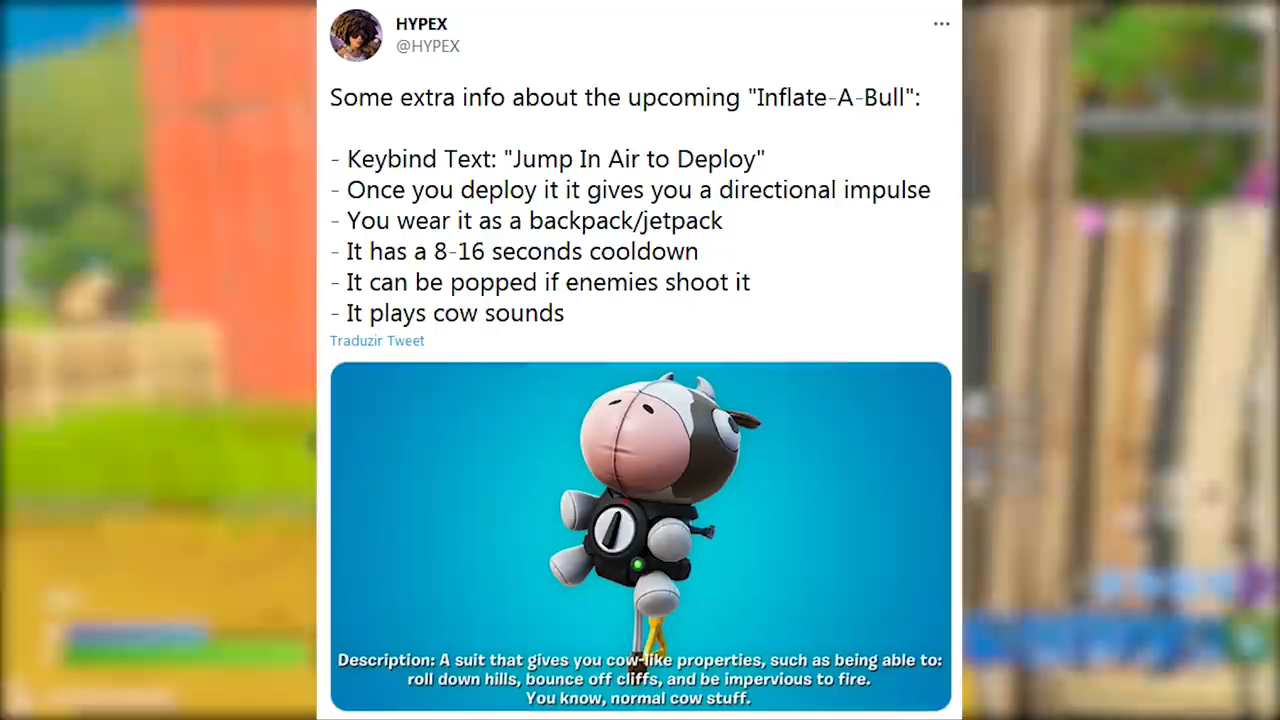 HYPEX
@HYPEX
Some extra info about the upcoming "Inflate-A-Bull":
- Keybind Text: "Jump In Air to Deploy"
- Once you deploy it it gives you a directional impulse
- You wear it as a backpack/jetpack
- It has a 8-16 seconds cooldown
- It can be popped if enemies shoot it
- It plays cow sounds
Traduzir Tweet
Description: A suit that gives you cow-like properties, such as being able to:
roll down hills, bounce off cliffs, and be impervious to fire.
You know, normal cow stuff.